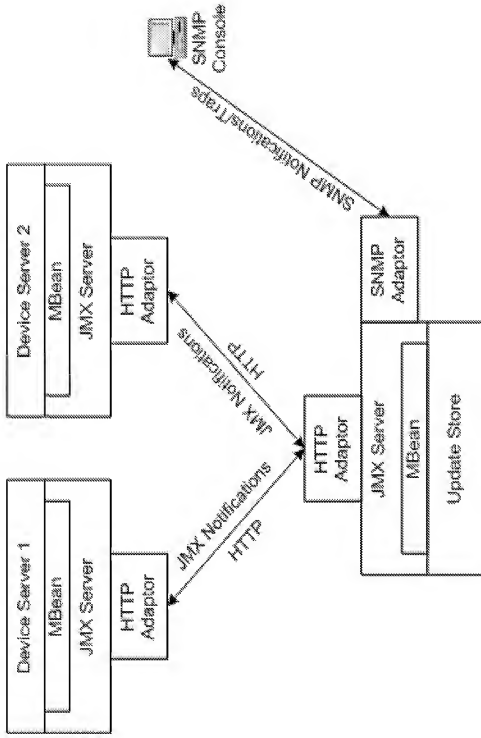 Device Server 1
MBean
JMX Server
HTTP
Adaptor
Device Server 2
MBean
JMX Server
HTTP
Adaptor
JMX Notifications
HTTP
HTTP
JMX Notifications
SNMP Notifications/Traps
SNMP
Console
HTTP
Adaptor
JMX Server
MBean
Update Store
SNMP
Adaptor